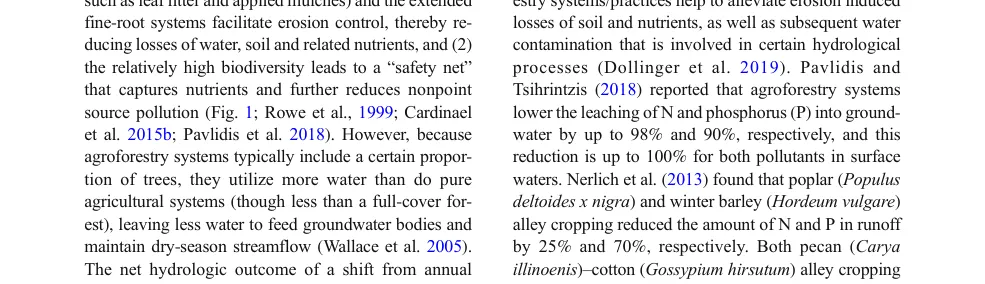 such as leaf litter and applied mulches) and the extended
fine-root systems facilitate erosion control, thereby re-
ducing losses of water, soil and related nutrients, and (2)
the relatively high biodiversity leads to a “safety net”
that captures nutrients and further reduces nonpoint
source pollution (Fig. 1; Rowe et al., 1999; Cardinael
et al. 2015b; Pavlidis et al. 2018). However, because
agroforestry systems typically include a certain propor-
tion of trees, they utilize more water than do pure
agricultural systems (though less than a full-cover for-
est), leaving less water to feed groundwater bodies and
maintain dry-season streamflow (Wallace et al. 2005).
The net hydrologic outcome of a shift from annual
estry systems/practices help to alleviate erosion induced
losses of soil and nutrients, as well as subsequent water
contamination that is involved in certain hydrological
processes (Dollinger et al. 2019). Pavlidis and
Tsihrintzis (2018) reported that agroforestry systems
lower the leaching of N and phosphorus (P) into ground-
water by up to 98% and 90%, respectively, and this
reduction is up to 100% for both pollutants in surface
waters. Nerlich et al. (2013) found that poplar (Populus
deltoides x nigra) and winter barley (Hordeum vulgare)
alley cropping reduced the amount of N and P in runoff
by 25% and 70%, respectively. Both pecan (Carya
illinoenis)–cotton (Gossypium hirsutum) alley cropping